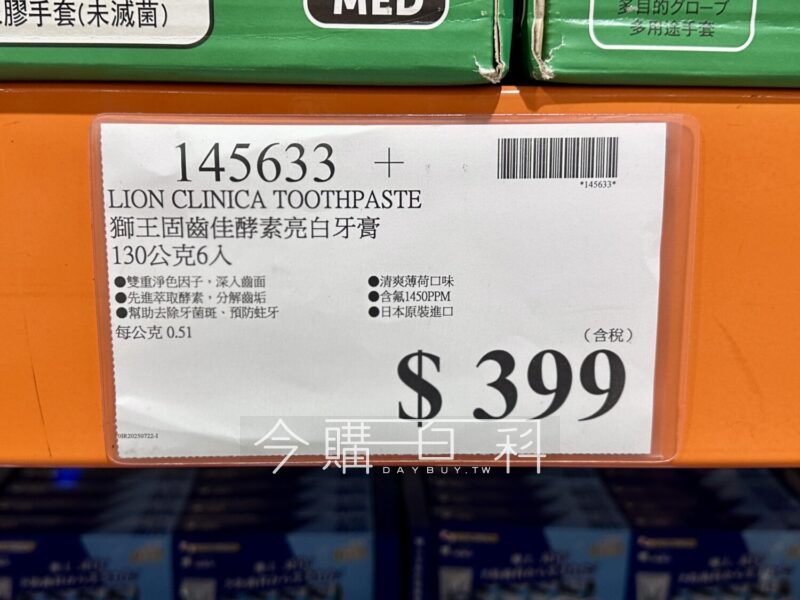 膠手套(未滅菌)
MED
多目的グローブ
多用途手套
145633 +
*145633*
LION CLINICA TOOTHPASTE
獅王固齒佳酵素亮白牙膏
130公克6入
●雙重淨色因子，深入齒面
●先進萃取酵素，分解齒垢
●幫助去除牙菌斑、預防蛀牙
●清爽薄荷口味
●含氟1450PPM
●日本原裝進口
每公克 0.51
(含稅)
$ 399
今購百科
DAYBUY.TW